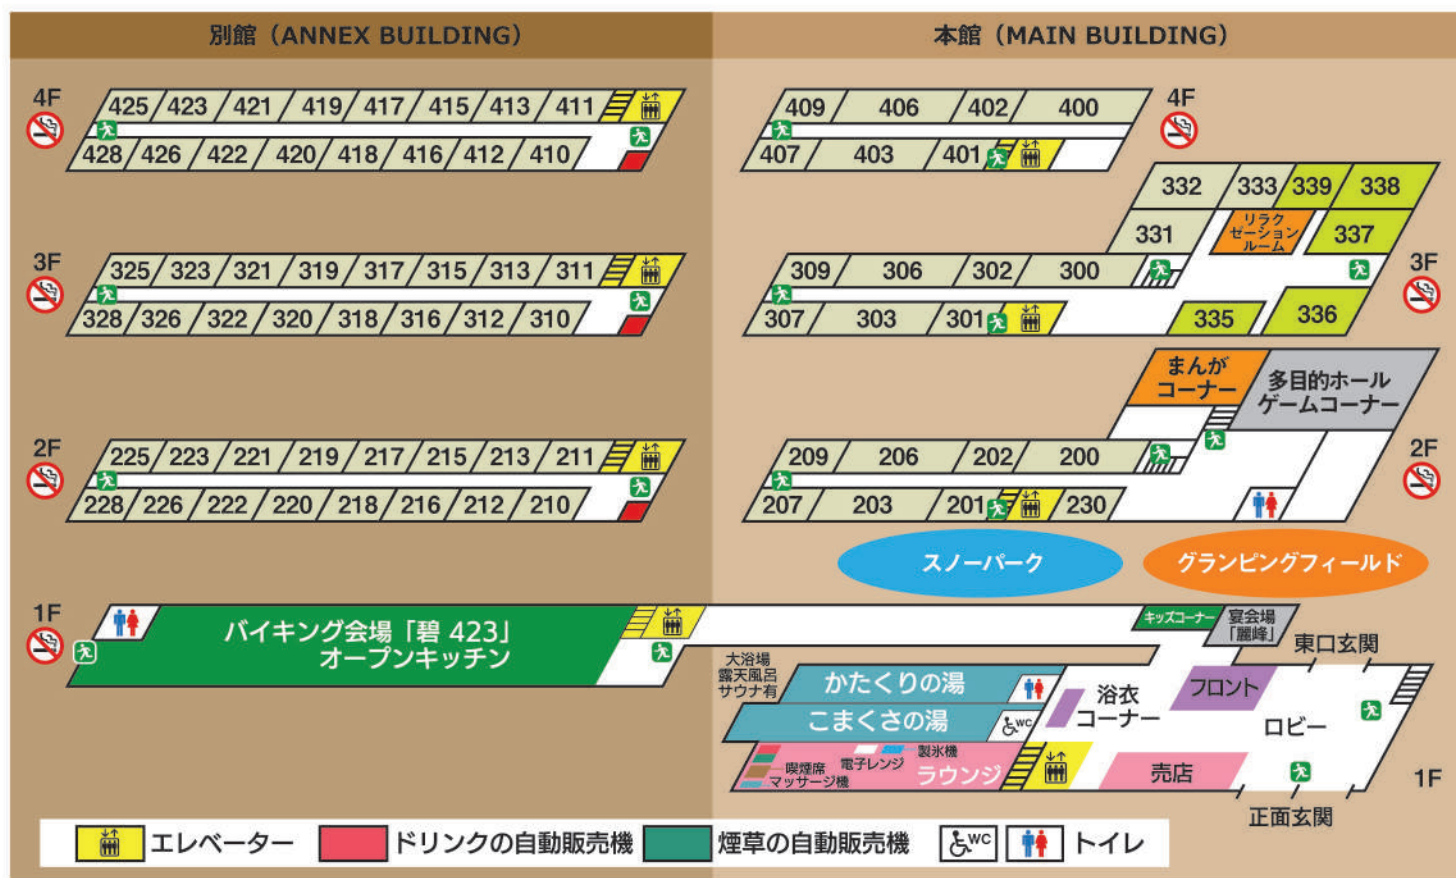 別館（ANNEX BUILDING）
本館（MAIN BUILDING）
4F
425 423 421 419 417 415 413 411
428 426 422 420 418 416 412 410
409 406 402 400
407 403 401
4F
3F
325 323 321 319 317 315 313 311
328 326 322 320 318 316 312 310
332 333 339 338
331
リラク
ゼーション
ルーム
337
309 306 302 300
307 303 301
335 336
3F
2F
225 223 221 219 217 215 213 211
228 226 222 220 218 216 212 210
まんが
コーナー
多目的ホール
ゲームコーナー
209 206 202 200
207 203 201 230
2F
スノーパーク
グランピングフィールド
1F
バイキング会場「碧 423」
オープンキッチン
キッズコーナー
宴会場
「麗峰」
東口玄関
大浴場
露天風呂
サウナ有
かたくりの湯
こまくさの湯
WC
浴衣
コーナー
フロント
ロビー
喫煙席
マッサージ機
電子レンジ
製氷機
ラウンジ
売店
1F
正面玄関
エレベーター
ドリンクの自動販売機
煙草の自動販売機
WC
トイレ